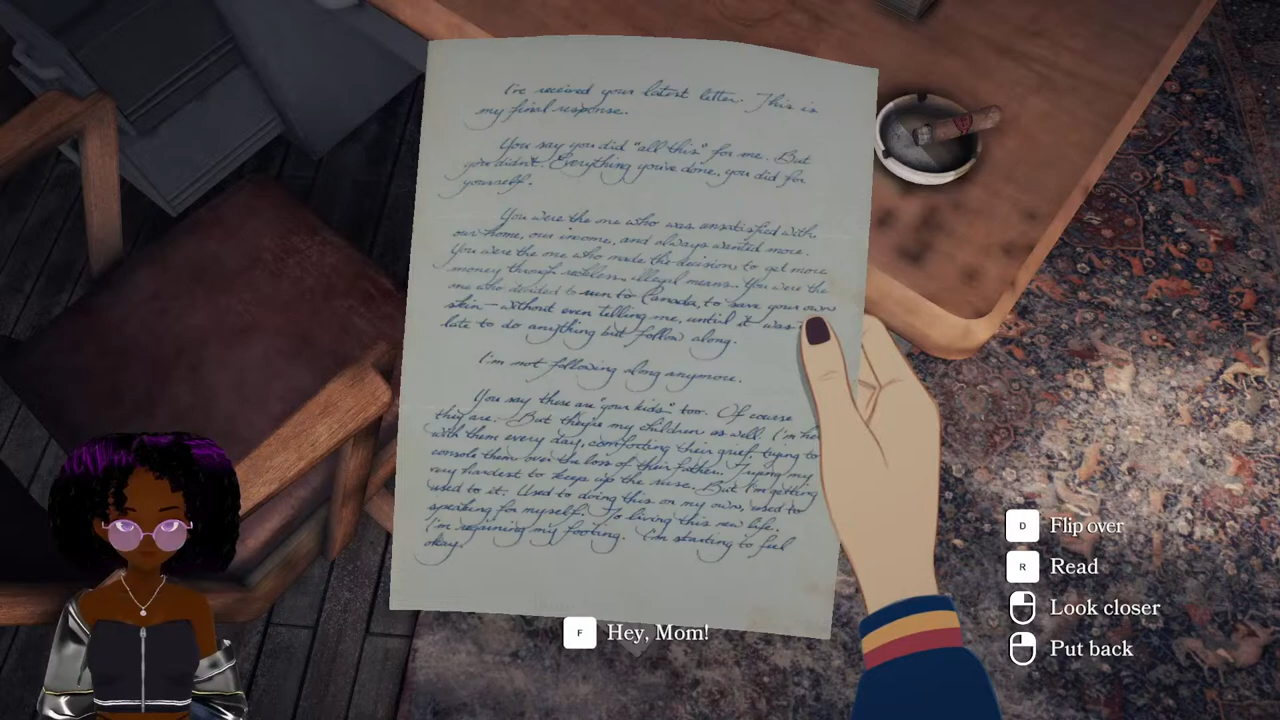 I've received your latest letter. This is
my final response.
You say you did "all this" for me. But
you didn't. Everything you've done, you did for
yourself.
You were the one who was unsatisfied with
our home, our income, and always wanted more.
You were the one who made the decision to get more
money through reckless, illegal means. You were the
one who decided to run to Canada, to save your own
skin — without even telling me, until it was
late to do anything but follow along.
I'm not following along anymore.
You say these are "your kids" too. Of course
they are. But they're my children as well. I'm he
with them every day, comforting their grief, trying to
console them over the loss of their father. Trying my
very hardest to keep up the ruse. But I'm getting
used to it. Used to doing this on my own, used to
speaking for myself. To living this new life.
I'm regaining my footing. I'm starting to feel
okay.
D Flip over
R Read
Look closer
F Hey, Mom!
Put back